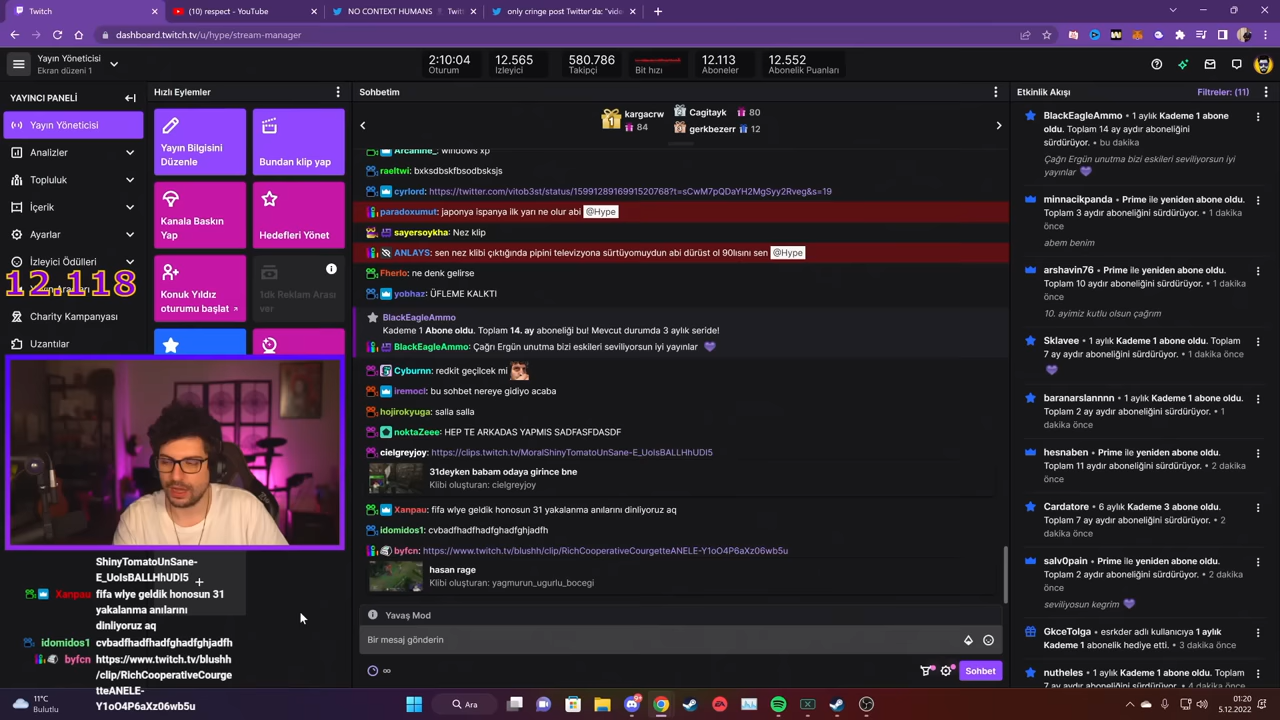 Twitch
(10) respect - YouTube
NO CONTEXT HUMANS
only cringe post Twitter'da: "vide
dashboard.twitch.tv/u/hype/stream-manager
Yayın Yöneticisi
Ekran düzeni 1
2:10:04
Oturum
12.565
İzleyici
580.786
Takipçi
Bit hızı
12.113
Aboneler
12.552
Abonelik Puanları
YAYINCI PANELİ
Yayın Yöneticisi
Analizler
Topluluk
İçerik
Ayarlar
İzleyici Ödülleri
12.118
Charity Kampanyası
Uzantılar
Hızlı Eylemler
Yayın Bilgisini
Düzenle
Bundan klip yap
Kanala Baskın
Yap
Hedefleri Yönet
Konuk Yıldız
oturumu başlat
1dk Reklam Arası
ver
ShinyTomatoUnSane-
E_UoIsBALLHhUDI5
Xanpau fifa wiye geldik honosun 31
yakalanma anılarını
dinliyoruz aq
idomidos1 cvbadfhadfadfghadfghjadfh
byfcn https://www.twitch.tv/blushh
/clip/RichCooperativeCourge
tteANELE-
Y1oO4P6aXz06wb5u
Sohbetim
1 kargacrw
84
Cagitayk 80
gerkbezerr 12
Arcanine_: windows xp
raeltwi: bxksdbskfbsodbsksjs
cyrlord: https://twitter.com/vitob3st/status/1599128916991520768?t=sCwM7pQDaYH2MgSyy2Rveg&s=19
paradoxumut: japonya ispanya ilk yarı ne olur abi @Hype
sayersoykha: Nez klip
ANLAYS: sen nez klibi çıktığında pipini televizyona sürtüyomuydun abi dürüst ol 90lısını sen @Hype
Fherlo: ne denk gelirse
yobhaz: ÜFLEME KALKTI
BlackEagleAmmo
Kademe 1 Abone oldu. Toplam 14. ay aboneliği bu! Mevcut durumda 3 aylık seride!
BlackEagleAmmo: Çağrı Ergün unutma bizi eskileri seviliyorsun iyi yayınlar
Cyburnn: redkit geçilcek mi
iremocl: bu sohbet nereye gidiyo acaba
hojirokyuga: salla salla
noktaZeee: HEP TE ARKADAS YAPMIS SADFASFDASDF
cielgreyjoy: https://clips.twitch.tv/MoralShinyTomatoUnSane-E_UoIsBALLHhUDI5
31deyken babam odaya girince bne
Klibi oluşturan: cielgreyjoy
Xanpau: fifa wiye geldik honosun 31 yakalanma anılarını dinliyoruz aq
idomidos1: cvbadfhadfhadfghadfghjadfh
byfcn: https://www.twitch.tv/blushh/clip/RichCooperativeCourgetteANELE-Y1oO4P6aXz06wb5u
hasan rage
Klibi oluşturan: yagmurun_ugurlu_bocegi
Yavaş Mod
Bir mesaj gönderin
Sohbet
Etkinlik Akışı
Filtreler: (11)
BlackEagleAmmo • 1 aylık Kademe 1 abone
oldu. Toplam 14 ay aydır aboneliğini
sürdürüyor. • bu dakika
Çağrı Ergün unutma bizi eskileri seviliyorsun iyi
yayınlar
minnacikpanda • Prime ile yeniden abone oldu.
Toplam 3 aydır aboneliğini sürdürüyor.
abem benim
arshavin76 • Prime ile yeniden abone oldu.
Toplam 10 aydır aboneliğini sürdürüyor. • 1
dakika önce
10. ayimiz kutlu olsun çağrım
Sklavee • 1 aylık Kademe 1 abone oldu. Toplam
7 ay aydır aboneliğini sürdürüyor. • 1 dakika önce
baranarslannnn • 1 aylık Kademe 1 abone oldu.
Toplam 2 ay aydır aboneliğini sürdürüyor. • 1
dakika önce
hesnaben • Prime ile yeniden abone oldu.
Toplam 11 aydır aboneliğini sürdürüyor. • 2 dakika
önce
Cardatore • 6 aylık Kademe 3 abone oldu.
Toplam 7 ay aydır aboneliğini sürdürüyor. • 2
dakika önce
salv0pain • Prime ile yeniden abone oldu.
Toplam 2 aydır aboneliğini sürdürüyor. • 2 dakika
önce
seviliyosun kegrim
GkceTolga • esrkder adlı kullanıcıya 1 aylık
Kademe 1 abonelik hediye etti. • 3 dakika önce
nutheles • 1 aylık Kademe 1 abone oldu. Toplam
11°C
Bulutlu
Ara
01:20
5.12.2022